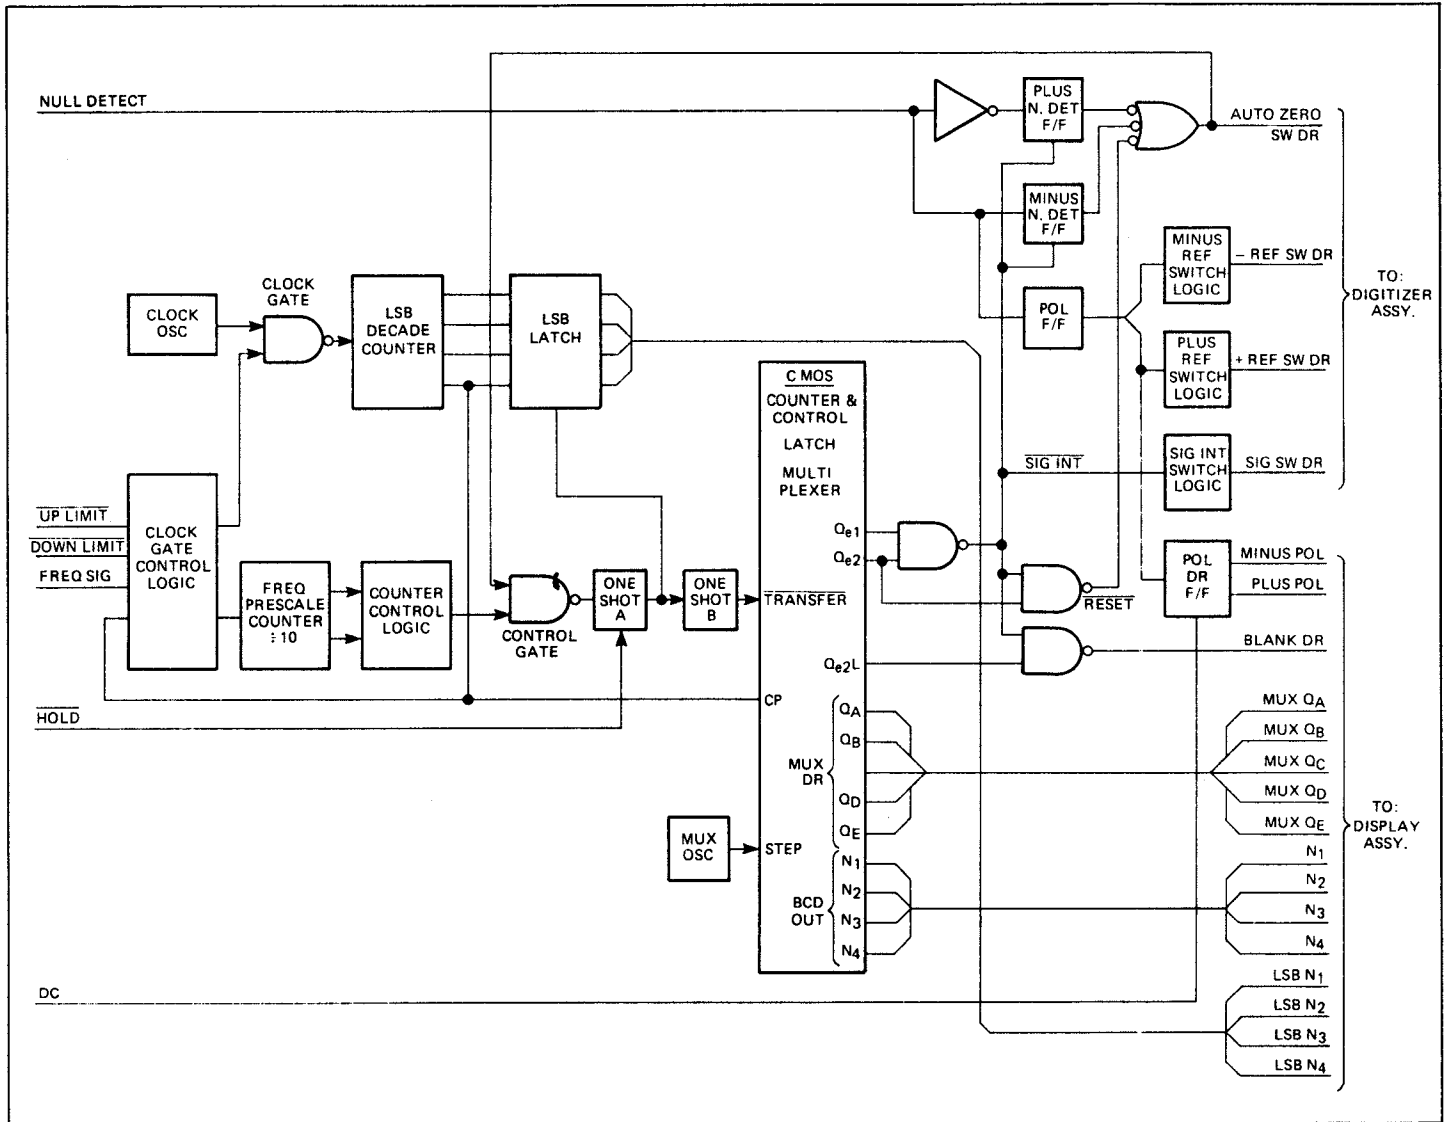 NULL DETECT
PLUS
N. DET
F/F
AUTO ZERO
SW DR
MINUS
N. DET
F/F
MINUS
REF
SWITCH
LOGIC
– REF SW DR
TO:
DIGITIZER
ASSY.
POL
F/F
PLUS
REF
SWITCH
LOGIC
+ REF SW DR
SIG INT
SIG INT
SWITCH
LOGIC
SIG SW DR
CLOCK
OSC
CLOCK
GATE
LSB
DECADE
COUNTER
LSB
LATCH
C MOS
COUNTER &
CONTROL
LATCH
MULTI
PLEXER
Qe1
Qe2
TRANSFER
Qe2L
CP
UP LIMIT
DOWN LIMIT
FREQ SIG
CLOCK
GATE
CONTROL
LOGIC
FREQ
PRESCALE
COUNTER
÷10
COUNTER
CONTROL
LOGIC
CONTROL
GATE
ONE
SHOT
A
ONE
SHOT
B
HOLD
RESET
POL
DR
F/F
MINUS POL
PLUS POL
BLANK DR
MUX
DR
QA
QB
QD
QE
MUX QA
MUX QB
MUX QC
MUX QD
MUX QE
TO:
DISPLAY
ASSY.
MUX
OSC
STEP
BCD
OUT
N1
N2
N3
N4
N1
N2
N3
N4
DC
LSB N1
LSB N2
LSB N3
LSB N4